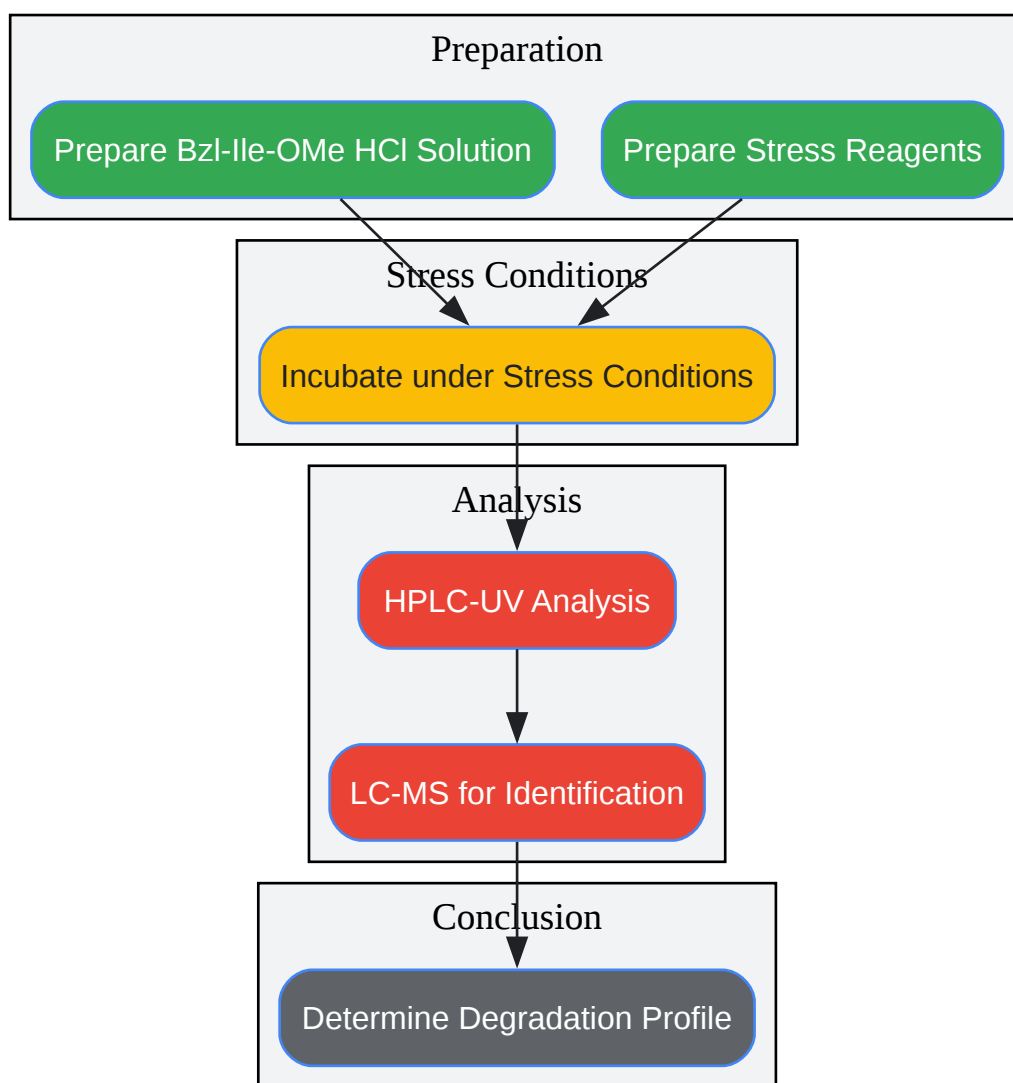 Preparation
Prepare Bzl-Ile-OMe HCl Solution
Prepare Stress Reagents
Stress Conditions
Incubate under Stress Conditions
Analysis
HPLC-UV Analysis
LC-MS for Identification
Conclusion
Determine Degradation Profile